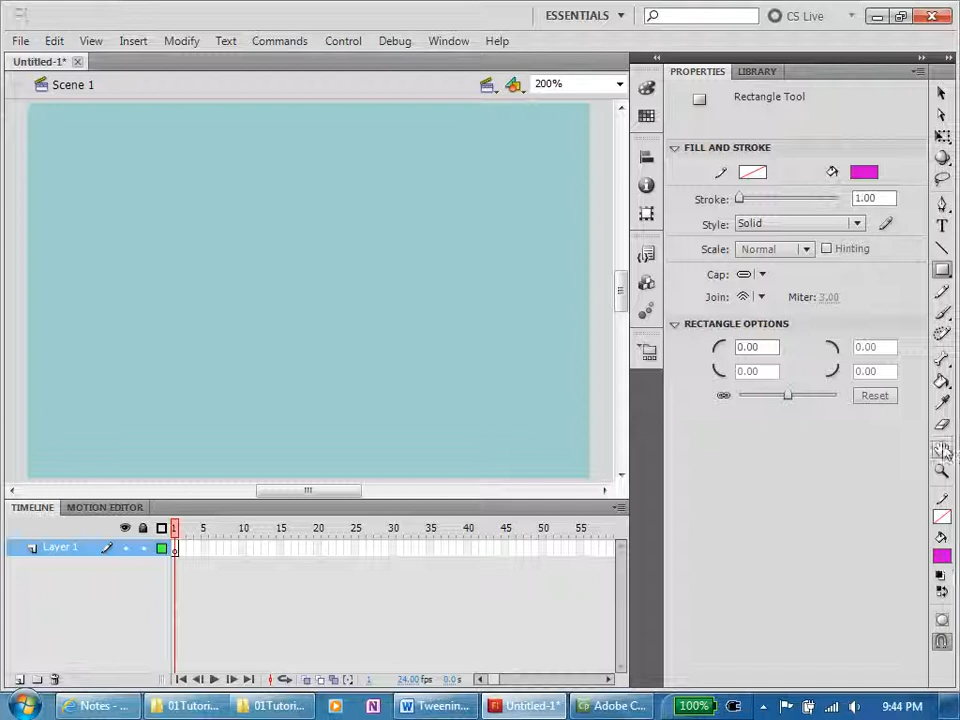 Fl
ESSENTIALS
CS Live
File Edit View Insert Modify Text Commands Control Debug Window Help
Untitled-1*
Scene 1
200%
PROPERTIES LIBRARY
Rectangle Tool
FILL AND STROKE
Stroke: 1.00
Style: Solid
Scale: Normal Hinting
Cap:
Join: Miter: 3.00
RECTANGLE OPTIONS
0.00 0.00
0.00 0.00
Reset
TIMELINE MOTION EDITOR
1 5 10 15 20 25 30 35 40 45 50 55
Layer 1
1 24.00 fps 0.0 s
Notes - ... 01Tutori... 01Tutori... Tweenin... Untitled-1* Adobe C... 100% 9:44 PM